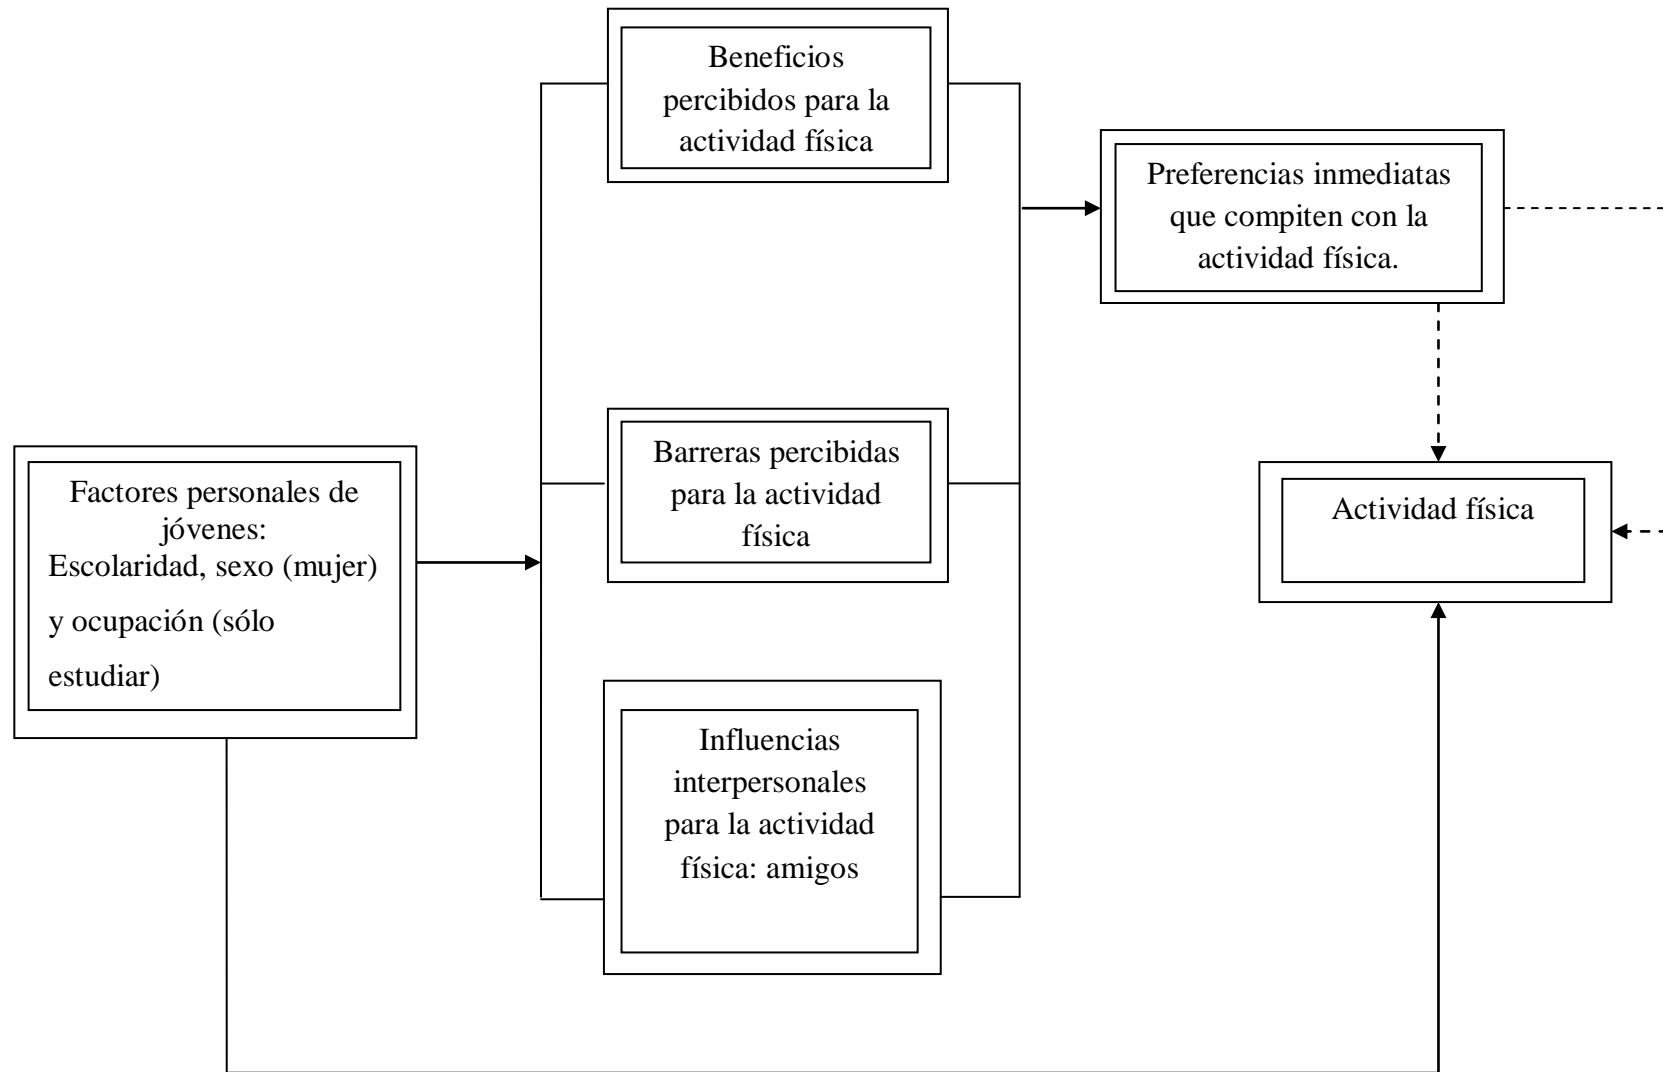 Beneficios
percibidos para la
actividad física
Preferencias inmediatas
que compiten con la
actividad física.
Barreras percibidas
para la actividad
física
Factores personales de
jóvenes:
Escolaridad, sexo (mujer)
y ocupación (sólo
estudiar)
Actividad física
Influencias
interpersonales
para la actividad
física: amigos